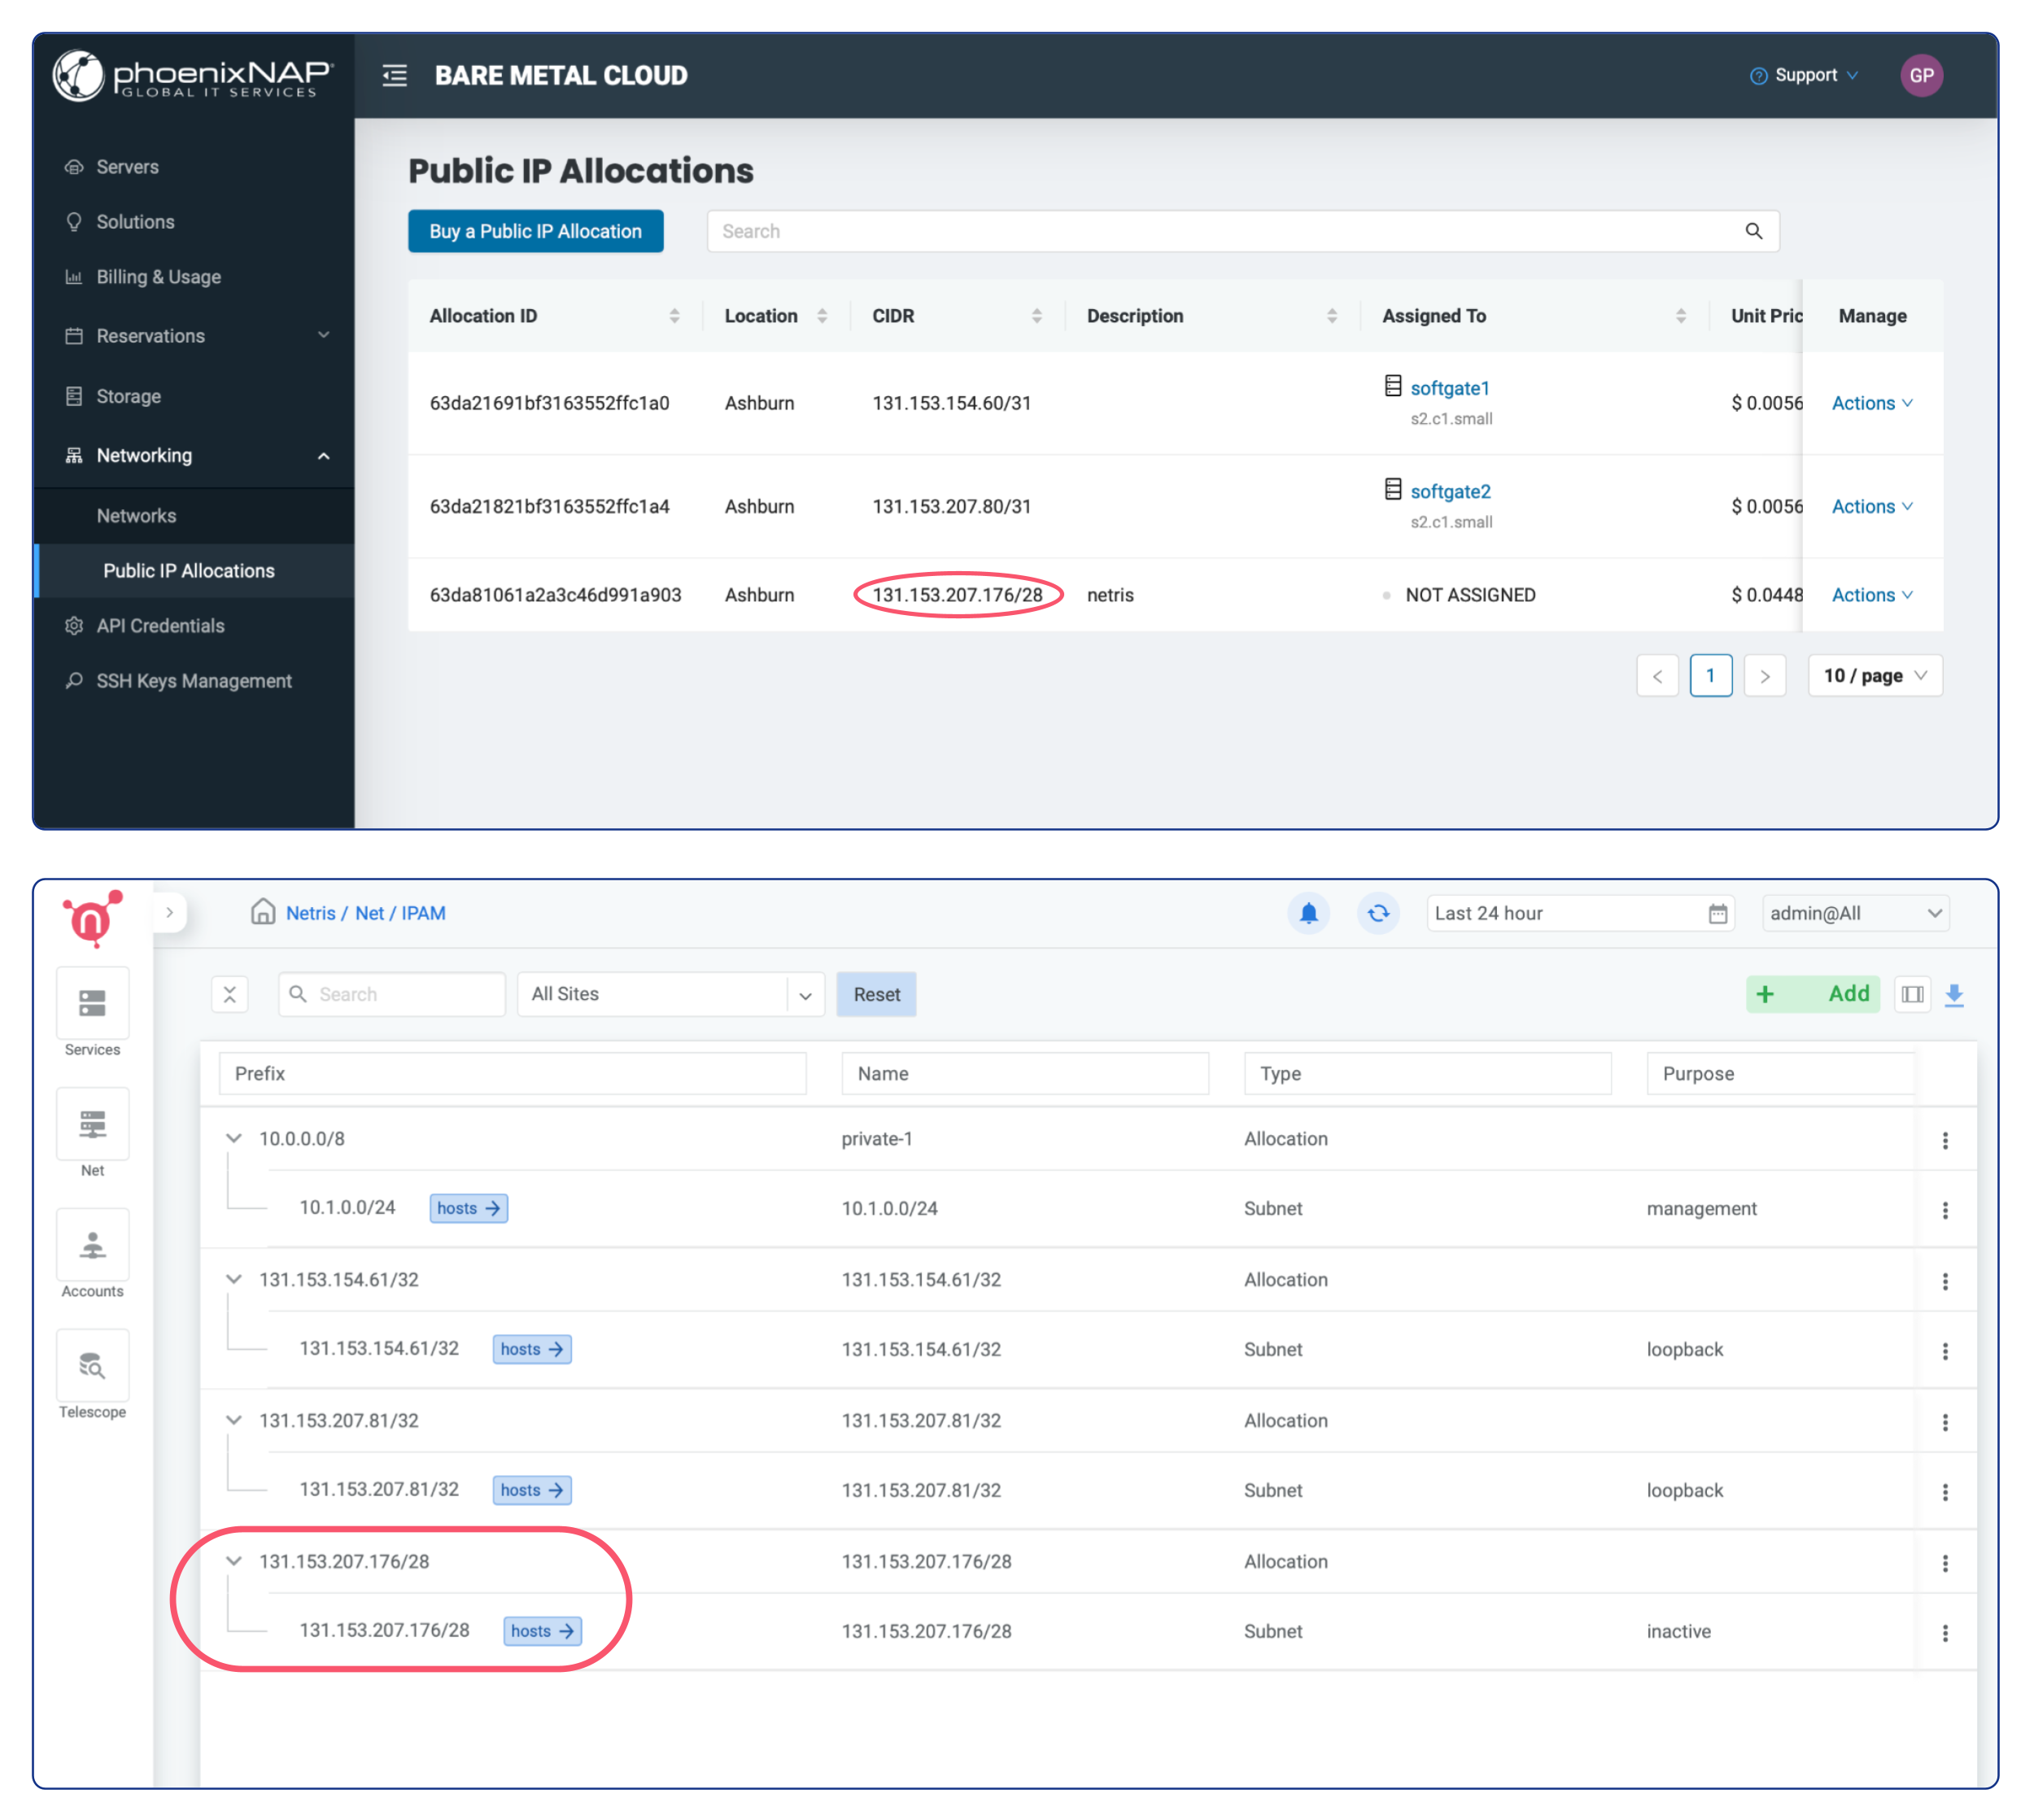 phoenixNAP
GLOBAL IT SERVICES
BARE METAL CLOUD
Support
GP
Servers
Solutions
Billing & Usage
Reservations
Storage
Networking
Networks
Public IP Allocations
API Credentials
SSH Keys Management
Public IP Allocations
Buy a Public IP Allocation
Search
Allocation ID Location CIDR Description Assigned To Unit Pric Manage
63da21691bf3163552ffc1a0 Ashburn 131.153.154.60/31 softgate1 s2.c1.small $ 0.0056 Actions
63da21821bf3163552ffc1a4 Ashburn 131.153.207.80/31 softgate2 s2.c1.small $ 0.0056 Actions
63da81061a2a3c46d991a903 Ashburn 131.153.207.176/28 netris NOT ASSIGNED $ 0.0448 Actions
< 1 > 10 / page
n
Netris / Net / IPAM
Last 24 hour
admin@All
Services
Net
Accounts
Telescope
Search
All Sites
Reset
+ Add
Prefix Name Type Purpose
10.0.0.0/8 private-1 Allocation
10.1.0.0/24 hosts → 10.1.0.0/24 Subnet management
131.153.154.61/32 131.153.154.61/32 Allocation
131.153.154.61/32 hosts → 131.153.154.61/32 Subnet loopback
131.153.207.81/32 131.153.207.81/32 Allocation
131.153.207.81/32 hosts → 131.153.207.81/32 Subnet loopback
131.153.207.176/28 131.153.207.176/28 Allocation
131.153.207.176/28 hosts → 131.153.207.176/28 Subnet inactive